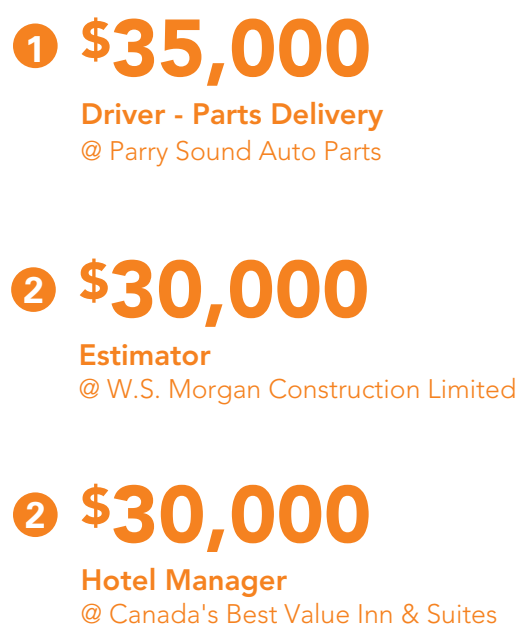 1 $35,000
Driver - Parts Delivery
@ Parry Sound Auto Parts
2 $30,000
Estimator
@ W.S. Morgan Construction Limited
2 $30,000
Hotel Manager
@ Canada's Best Value Inn & Suites